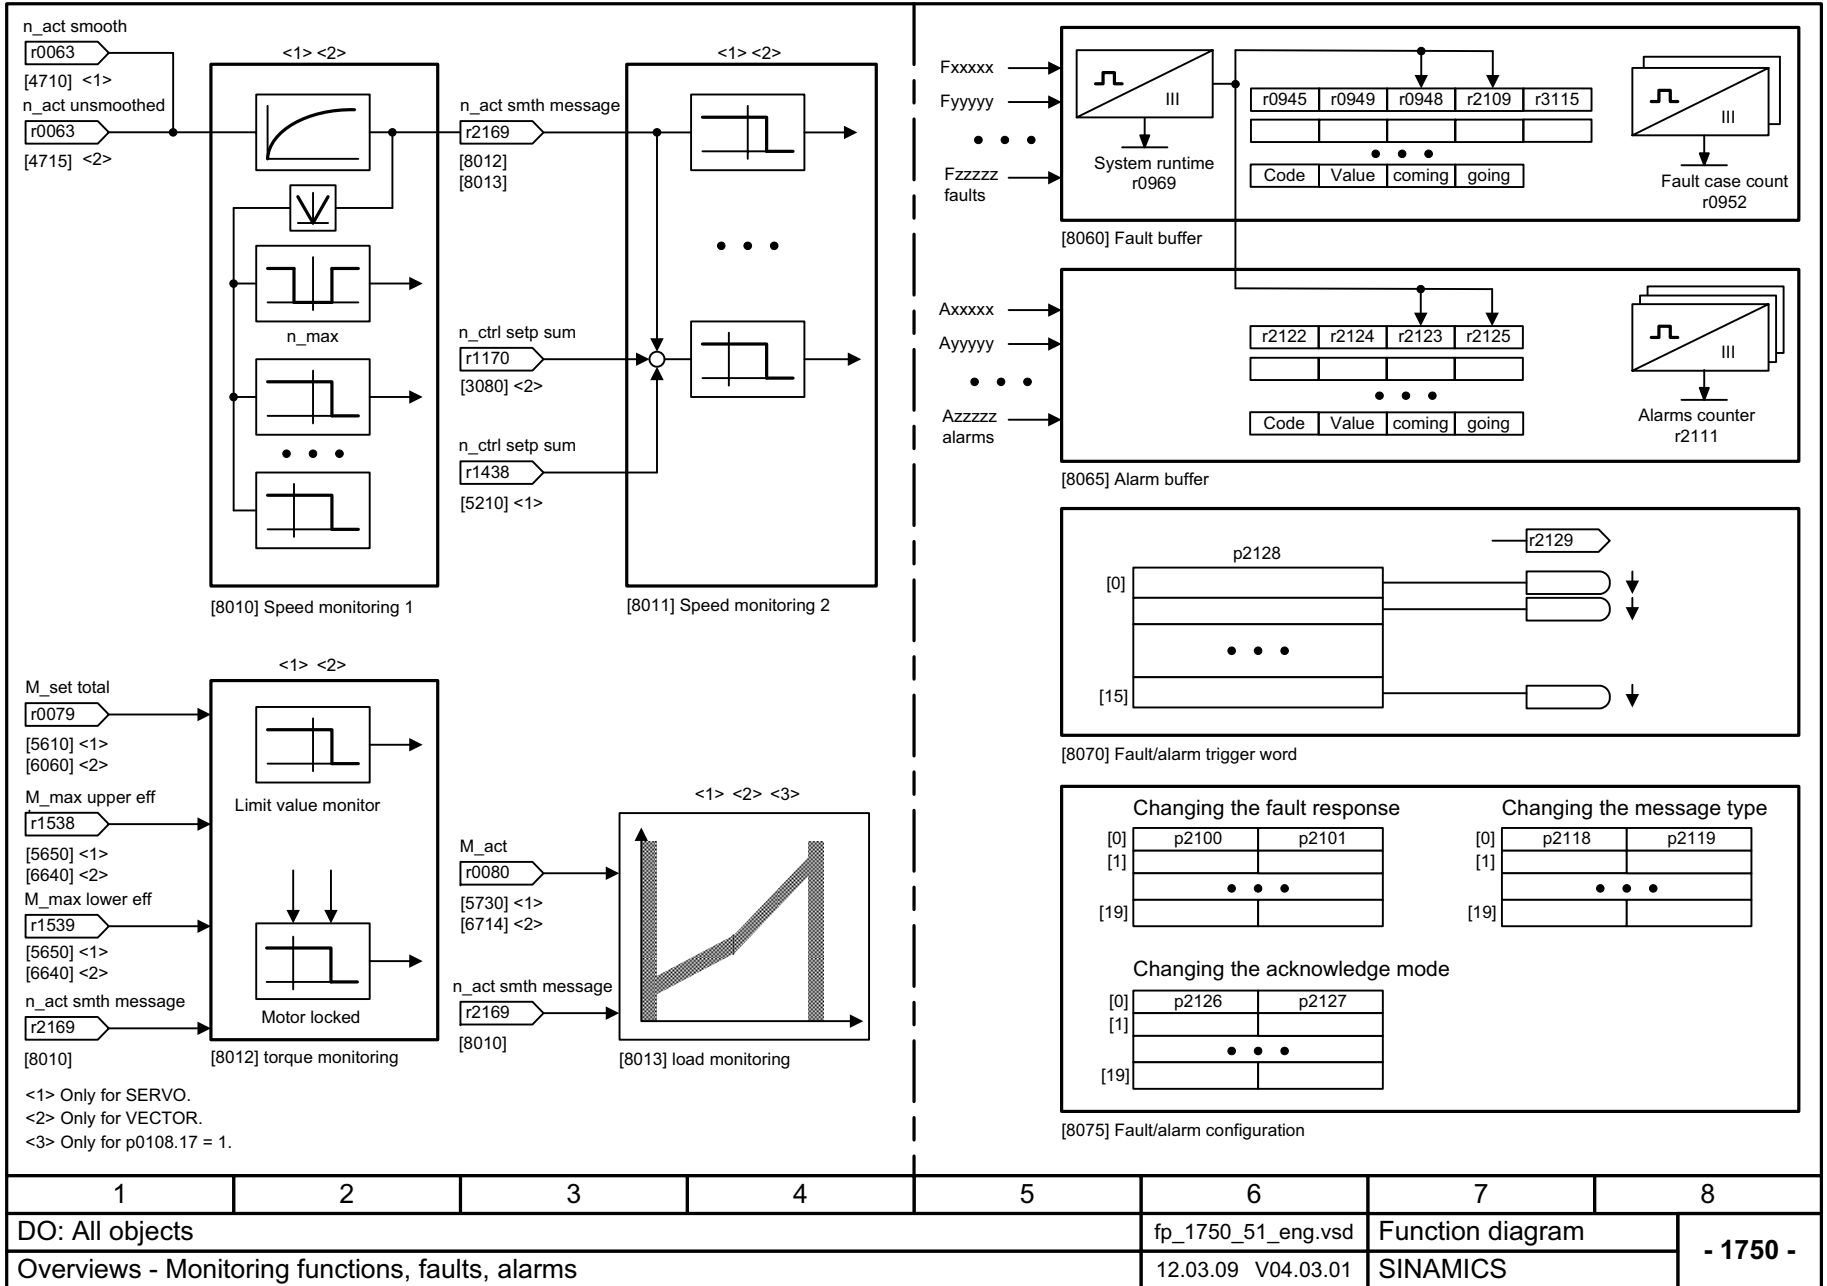 n_act smooth
r0063
[4710] <1>
n_act unsmoothed
r0063
[4715] <2>
<1> <2>
n_max
[8010] Speed monitoring 1
n_act smth message
r2169
[8012]
[8013]
n_ctrl setp sum
r1170
[3080] <2>
n_ctrl setp sum
r1438
[5210] <1>
<1> <2>
[8011] Speed monitoring 2
M_set total
r0079
[5610] <1>
[6060] <2>
M_max upper eff
r1538
[5650] <1>
[6640] <2>
M_max lower eff
r1539
[5650] <1>
[6640] <2>
n_act smth message
r2169
[8010]
<1> <2>
Limit value monitor
Motor locked
[8012] torque monitoring
M_act
r0080
[5730] <1>
[6714] <2>
n_act smth message
r2169
[8010]
<1> <2> <3>
[8013] load monitoring
<1> Only for SERVO.
<2> Only for VECTOR.
<3> Only for p0108.17 = 1.
Fxxxxx
Fyyyyy
Fzzzzz
faults
III
System runtime
r0969
r0945 r0949 r0948 r2109 r3115
Code Value coming going
III
Fault case count
r0952
[8060] Fault buffer
Axxxxx
Ayyyyy
Azzzzz
alarms
r2122 r2124 r2123 r2125
Code Value coming going
III
Alarms counter
r2111
[8065] Alarm buffer
p2128
r2129
[0]
[15]
[8070] Fault/alarm trigger word
Changing the fault response
[0] p2100 p2101
[1]
[19]
Changing the message type
[0] p2118 p2119
[1]
[19]
Changing the acknowledge mode
[0] p2126 p2127
[1]
[19]
[8075] Fault/alarm configuration
1 2 3 4 5 6 7 8
DO: All objects
fp_1750_51_eng.vsd
Function diagram
- 1750 -
Overviews - Monitoring functions, faults, alarms
12.03.09 V04.03.01
SINAMICS